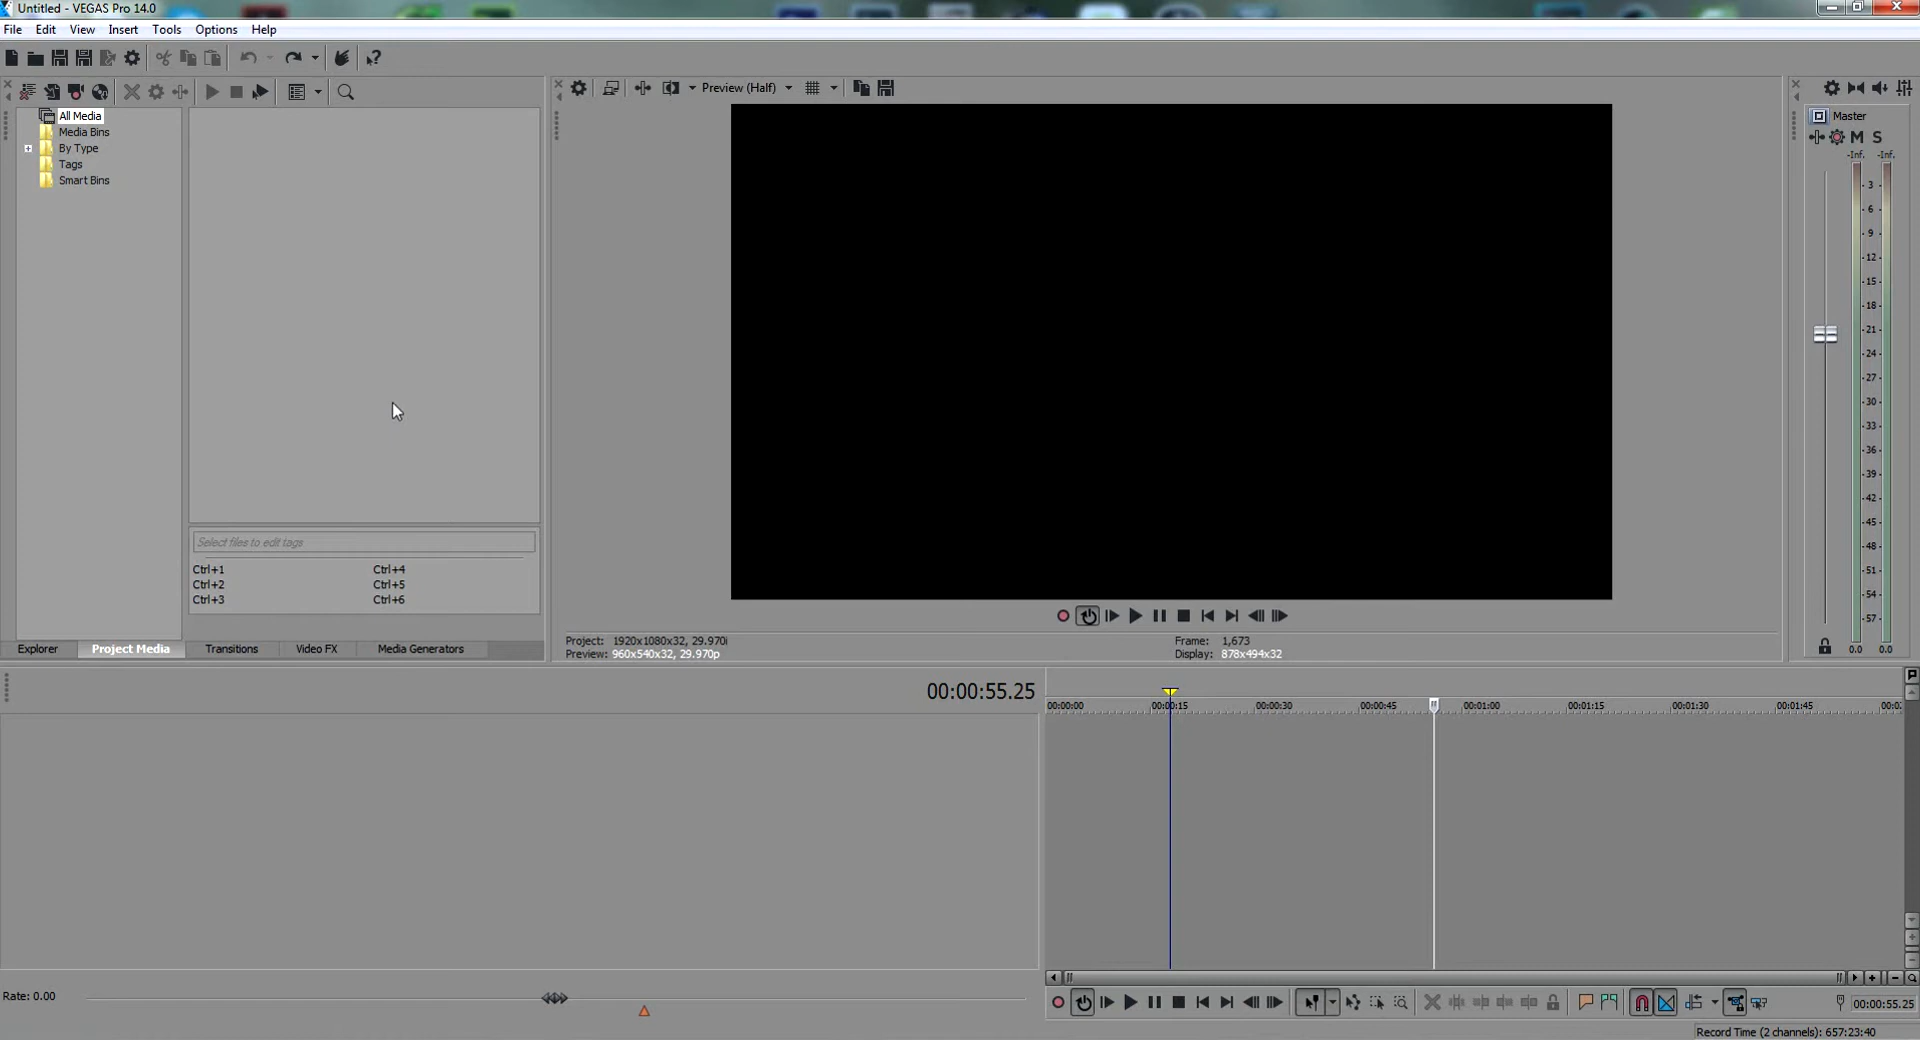 Untitled - VEGAS Pro 14.0
File Edit View Insert Tools Options Help
Preview (Half)
All Media
Media Bins
By Type
Tags
Smart Bins
Master
M S
-Inf. -Inf.
3
6
9
12
15
18
21
24
27
30
33
36
39
42
45
48
51
54
57
0.0 0.0
Select files to edit tags
Ctrl+1 Ctrl+4
Ctrl+2 Ctrl+5
Ctrl+3 Ctrl+6
Explorer Project Media Transitions Video FX Media Generators
Project: 1920x1080x32, 29.970i Frame: 1,673
Preview: 960x540x32, 29.970p Display: 878x494x32
00:00:55.25
00:00:00 00:00:15 00:00:30 00:00:45 00:01:00 00:01:15 00:01:30 00:01:45
Rate: 0.00
00:00:55.25
Record Time (2 channels): 657:23:40